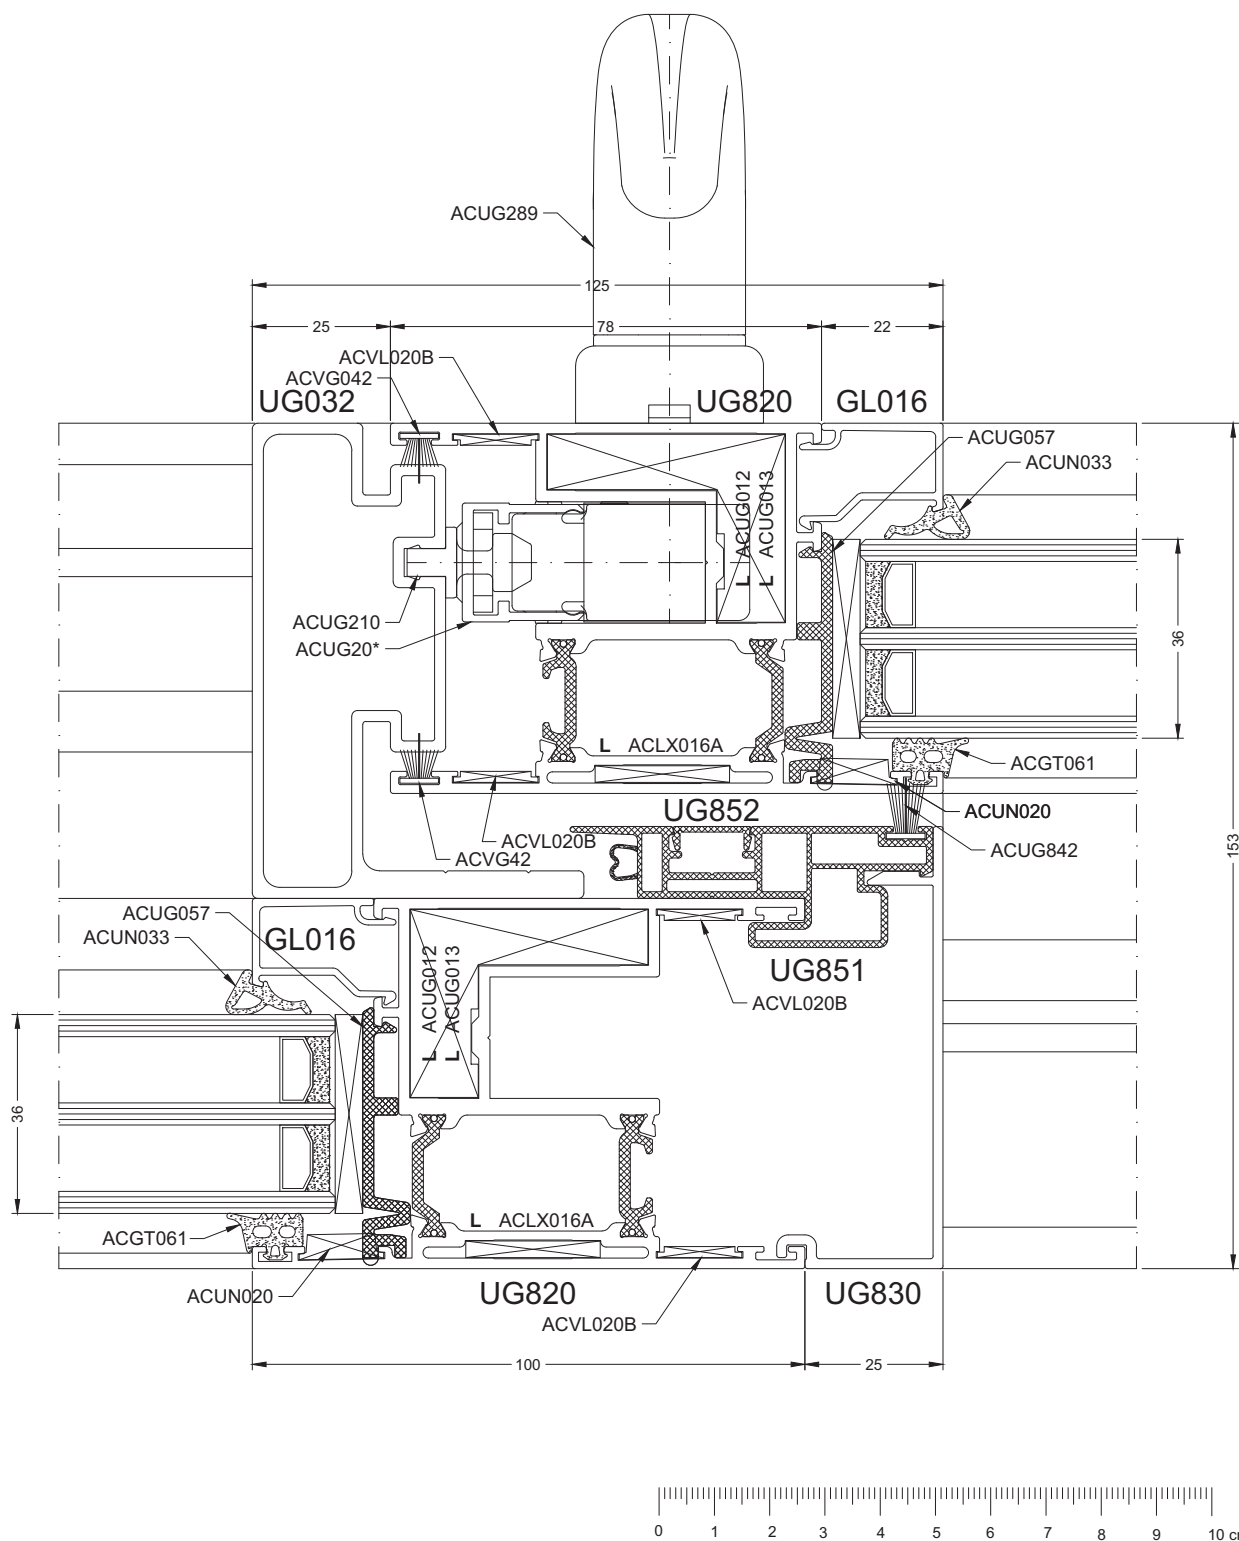 ACUG289
125
25
78
22
ACVL020B
ACVG042
UG032
UG820
GL016
ACUG057
ACUN033
L ACUG012
L ACUG013
36
ACUG210
ACUG20*
L ACLX016A
ACGT061
UG852
ACUN020
ACVL020B
ACVG42
ACUG842
153
ACUG057
ACUN033
GL016
L ACUG012
L ACUG013
UG851
ACVL020B
36
L ACLX016A
ACGT061
ACUN020
UG820
UG830
ACVL020B
100
25
0 1 2 3 4 5 6 7 8 9 10 c